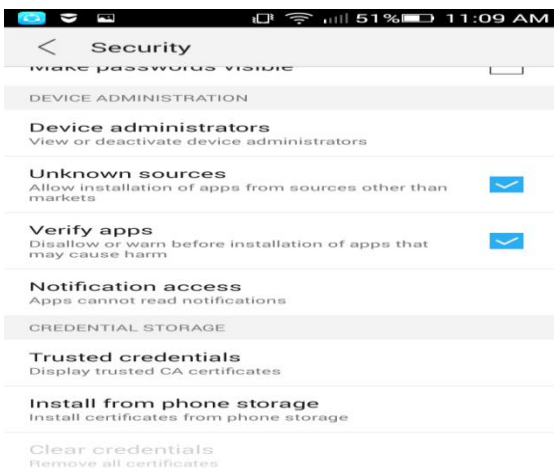 51% 11:09 AM
Security
Make passwords visible
DEVICE ADMINISTRATION
Device administrators
View or deactivate device administrators
Unknown sources
Allow installation of apps from sources other than
markets
Verify apps
Disallow or warn before installation of apps that
may cause harm
Notification access
Apps cannot read notifications
CREDENTIAL STORAGE
Trusted credentials
Display trusted CA certificates
Install from phone storage
Install certificates from phone storage
Clear credentials
Remove all certificates